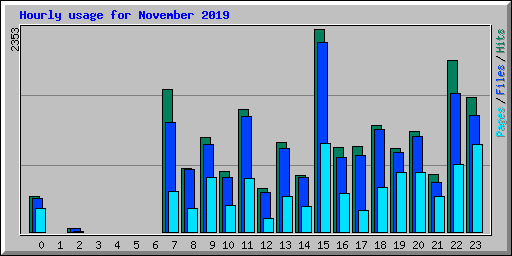 Hourly usage for November 2019
2353
Pages/Files/Hits
0 1 2 3 4 5 6 7 8 9 10 11 12 13 14 15 16 17 18 19 20 21 22 23